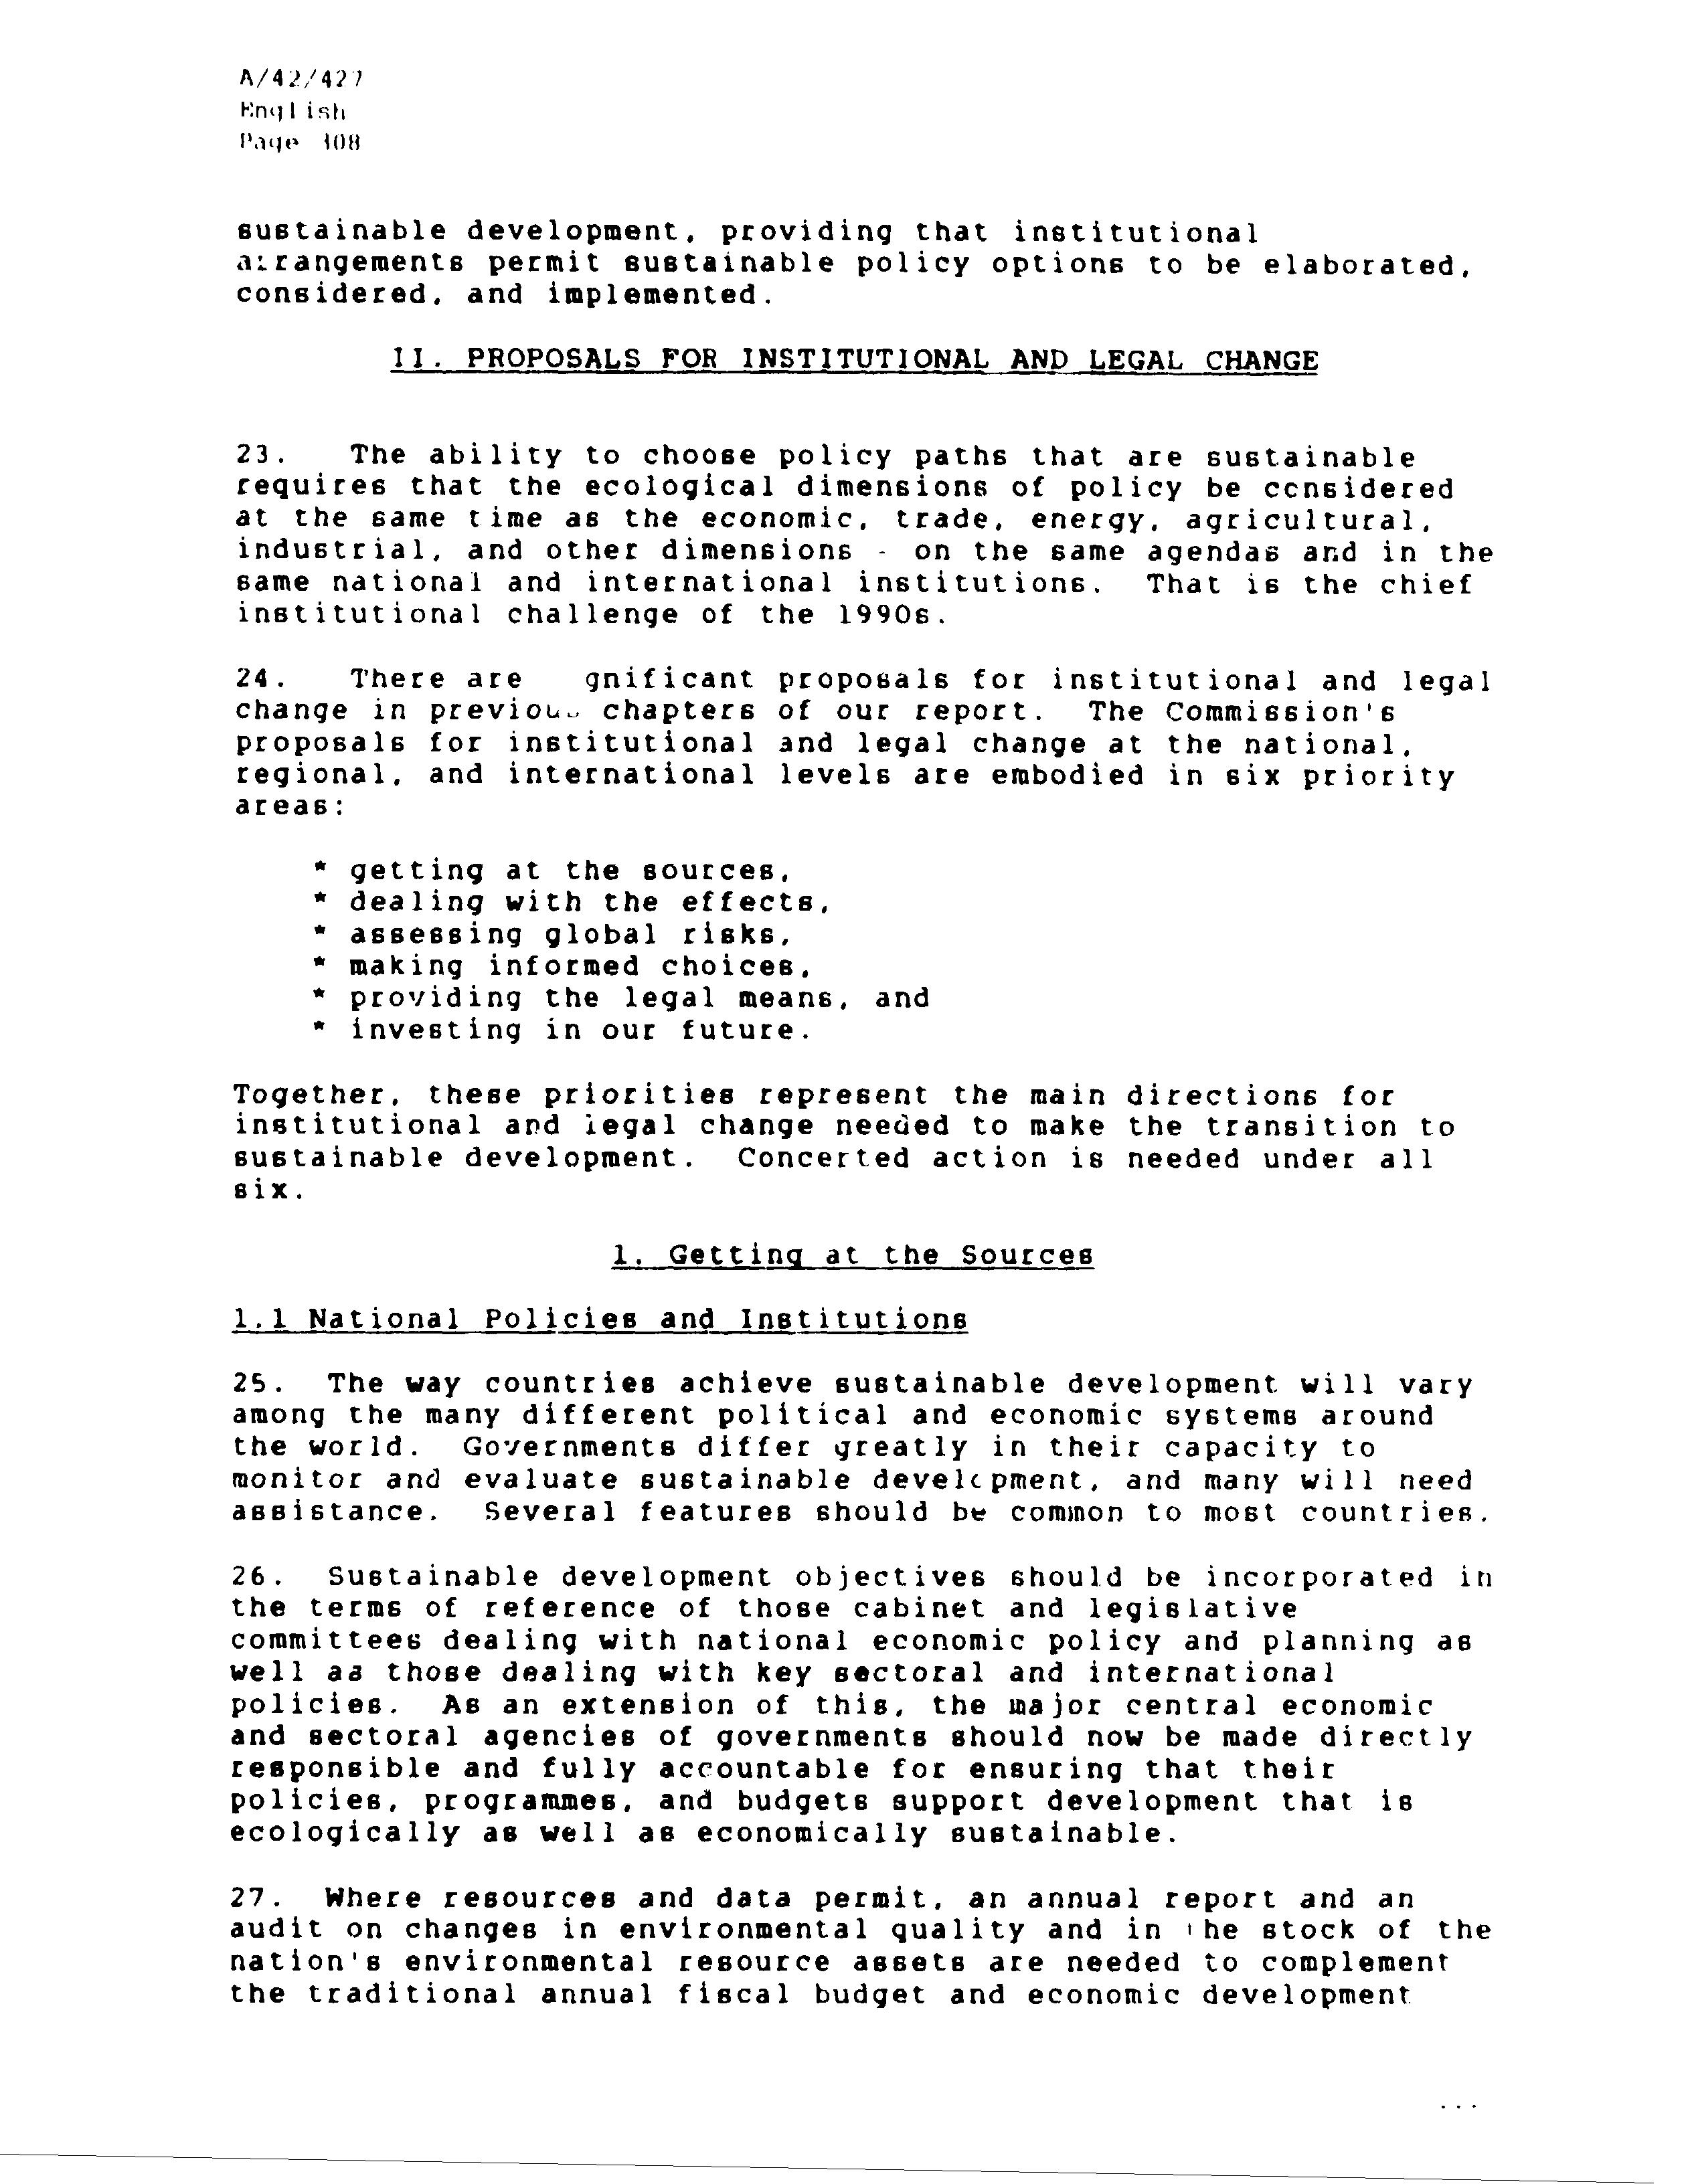 A/42/427
English
Page 308
sustainable development, providing that institutional
arrangements permit sustainable policy options to be elaborated,
considered, and implemented.
II. PROPOSALS FOR INSTITUTIONAL AND LEGAL CHANGE
23. The ability to choose policy paths that are sustainable
requires that the ecological dimensions of policy be considered
at the same time as the economic, trade, energy, agricultural,
industrial, and other dimensions - on the same agendas and in the
same national and international institutions. That is the chief
institutional challenge of the 1990s.
24. There are gnificant proposals for institutional and legal
change in previous chapters of our report. The Commission's
proposals for institutional and legal change at the national,
regional, and international levels are embodied in six priority
areas:
* getting at the sources,
* dealing with the effects,
* assessing global risks,
* making informed choices,
* providing the legal means, and
* investing in our future.
Together, these priorities represent the main directions for
institutional and legal change needed to make the transition to
sustainable development. Concerted action is needed under all
six.
1. Getting at the Sources
1.1 National Policies and Institutions
25. The way countries achieve sustainable development will vary
among the many different political and economic systems around
the world. Governments differ greatly in their capacity to
monitor and evaluate sustainable development, and many will need
assistance. Several features should be common to most countries.
26. Sustainable development objectives should be incorporated in
the terms of reference of those cabinet and legislative
committees dealing with national economic policy and planning as
well as those dealing with key sectoral and international
policies. As an extension of this, the major central economic
and sectoral agencies of governments should now be made directly
responsible and fully accountable for ensuring that their
policies, programmes, and budgets support development that is
ecologically as well as economically sustainable.
27. Where resources and data permit, an annual report and an
audit on changes in environmental quality and in the stock of the
nation's environmental resource assets are needed to complement
the traditional annual fiscal budget and economic development
...